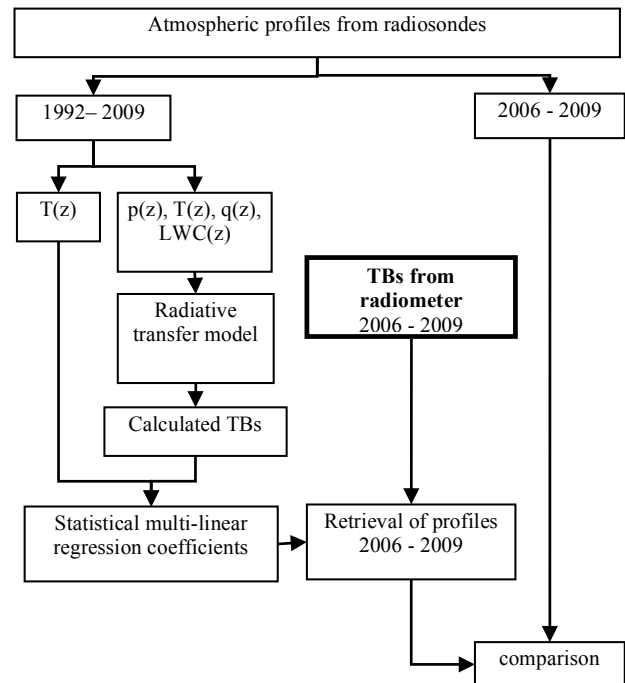 Atmospheric profiles from radiosondes
1992– 2009
2006 - 2009
T(z)
p(z), T(z), q(z),
LWC(z)
TBs from
radiometer
2006 - 2009
Radiative
transfer model
Calculated TBs
Statistical multi-linear
regression coefficients
Retrieval of profiles
2006 - 2009
comparison